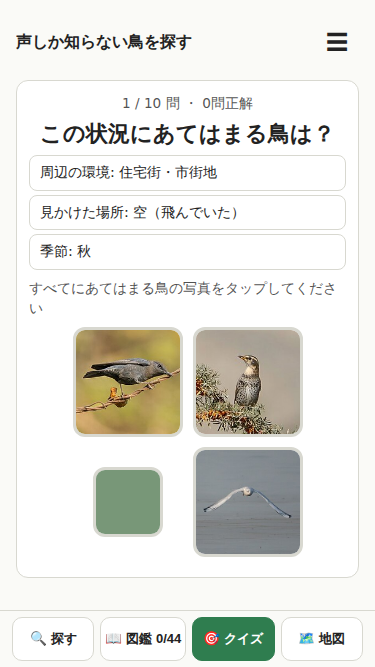 声しか知らない鳥を探す
☰
1 / 10 問 ・ 0問正解
この状況にあてはまる鳥は？
周辺の環境: 住宅街・市街地
見かけた場所: 空（飛んでいた）
季節: 秋
すべてにあてはまる鳥の写真をタップしてくださ
い
🔍 探す
📖 図鑑 0/44
🎯 クイズ
🗺️ 地図